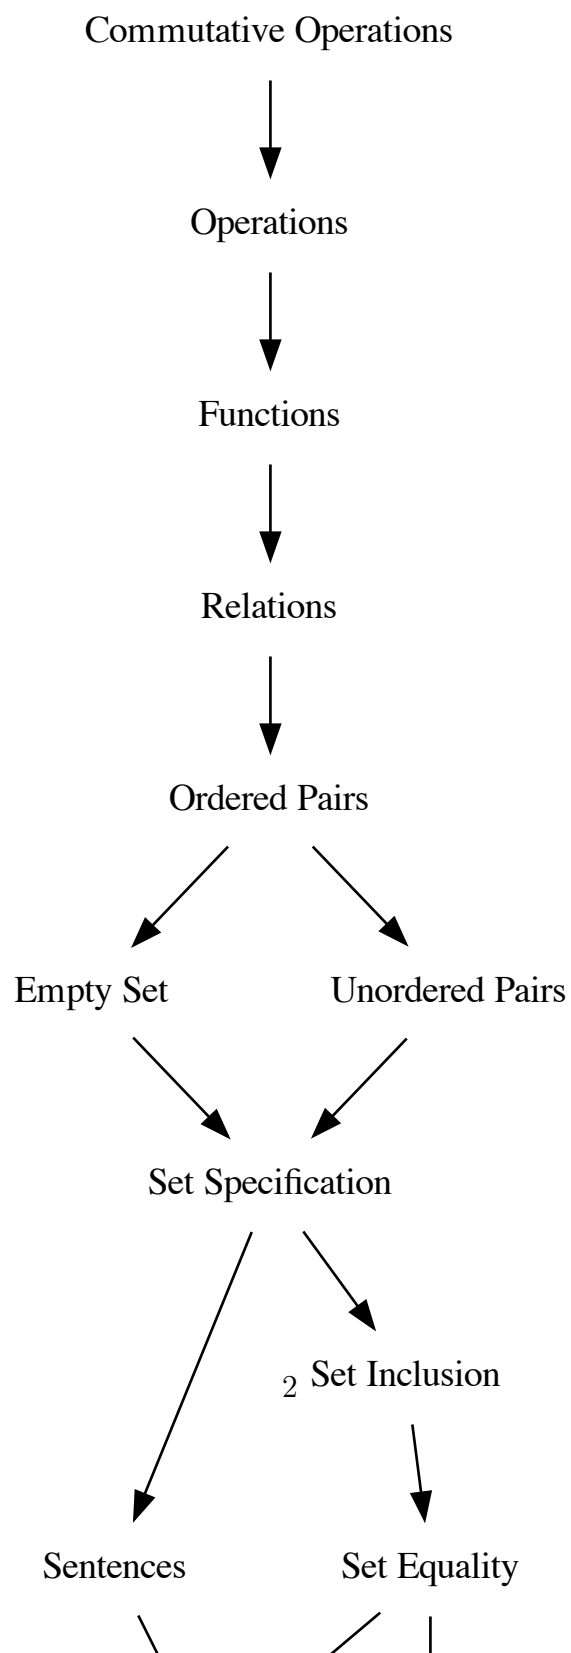 Commutative Operations
Operations
Functions
Relations
Ordered Pairs
Empty Set
Unordered Pairs
Set Specification
2
Set Inclusion
Sentences
Set Equality